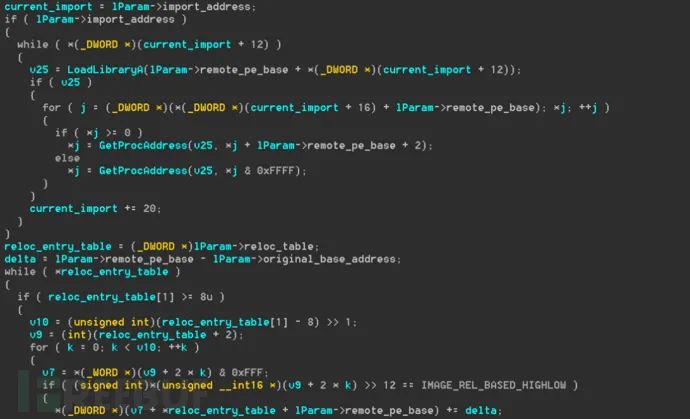 current_import = lParam->import_address;
if ( lParam->import_address )
{
while ( *(_DWORD *)(current_import + 12) )
{
v25 = LoadLibraryA(lParam->remote_pe_base + *(_DWORD *)(current_import + 12));
if ( v25 )
{
for ( j = (_DWORD *)(*(_DWORD *)(current_import + 16) + lParam->remote_pe_base); *j; ++j )
{
if ( *j >= 0 )
*j = GetProcAddress(v25, *j + lParam->remote_pe_base + 2);
else
*j = GetProcAddress(v25, *j & 0xFFFF);
}
}
current_import += 20;
}
}
reloc_entry_table = (_DWORD *)lParam->reloc_table;
delta = lParam->remote_pe_base - lParam->original_base_address;
while ( *reloc_entry_table )
{
if ( reloc_entry_table[1] >= 8u )
{
v10 = (unsigned int)(reloc_entry_table[1] - 8) >> 1;
v9 = (int)(reloc_entry_table + 2);
for ( k = 0; k < v10; ++k )
{
v7 = *(_WORD *)(v9 + 2 * k) & 0xFFF;
if ( (signed int)*(unsigned __int16 *)(v9 + 2 * k) >> 12 == IMAGE_REL_BASED_HIGHLOW )
{
*(_DWORD *)(v7 + *reloc_entry_table + lParam->remote_pe_base) += delta;